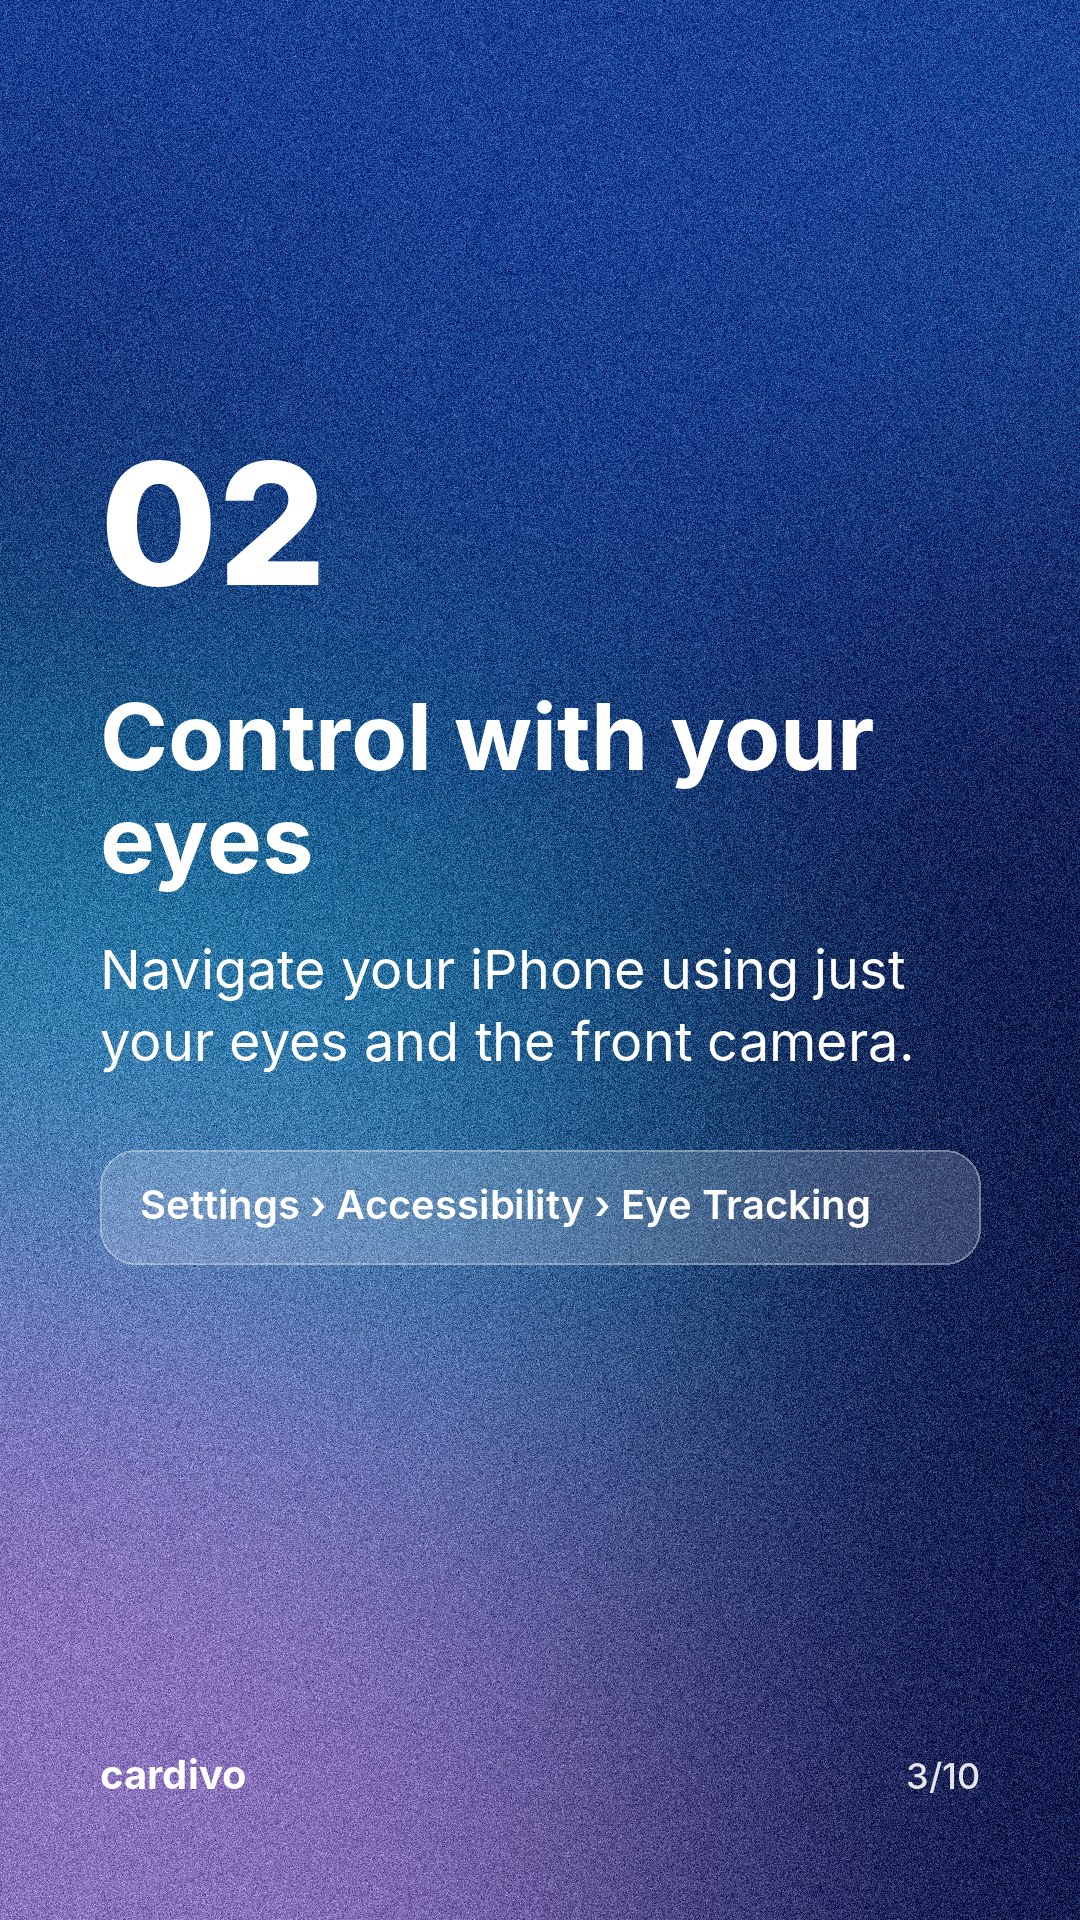 02
Control with your
eyes
Navigate your iPhone using just
your eyes and the front camera.
Settings › Accessibility › Eye Tracking
cardivo
3/10